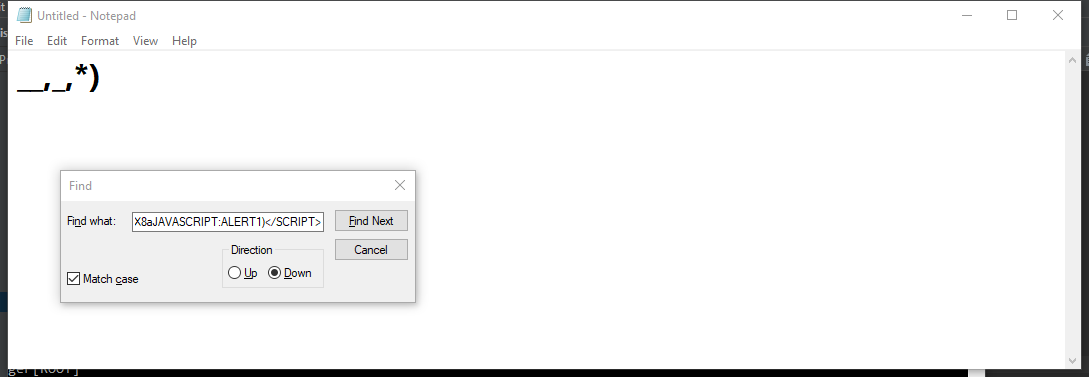 Untitled - Notepad
File Edit Format View Help
__,_,*)
Find
Find what: X8aJAVASCRIPT:ALERT1)</SCRIPT> Find Next
Cancel
Direction
Up Down
Match case